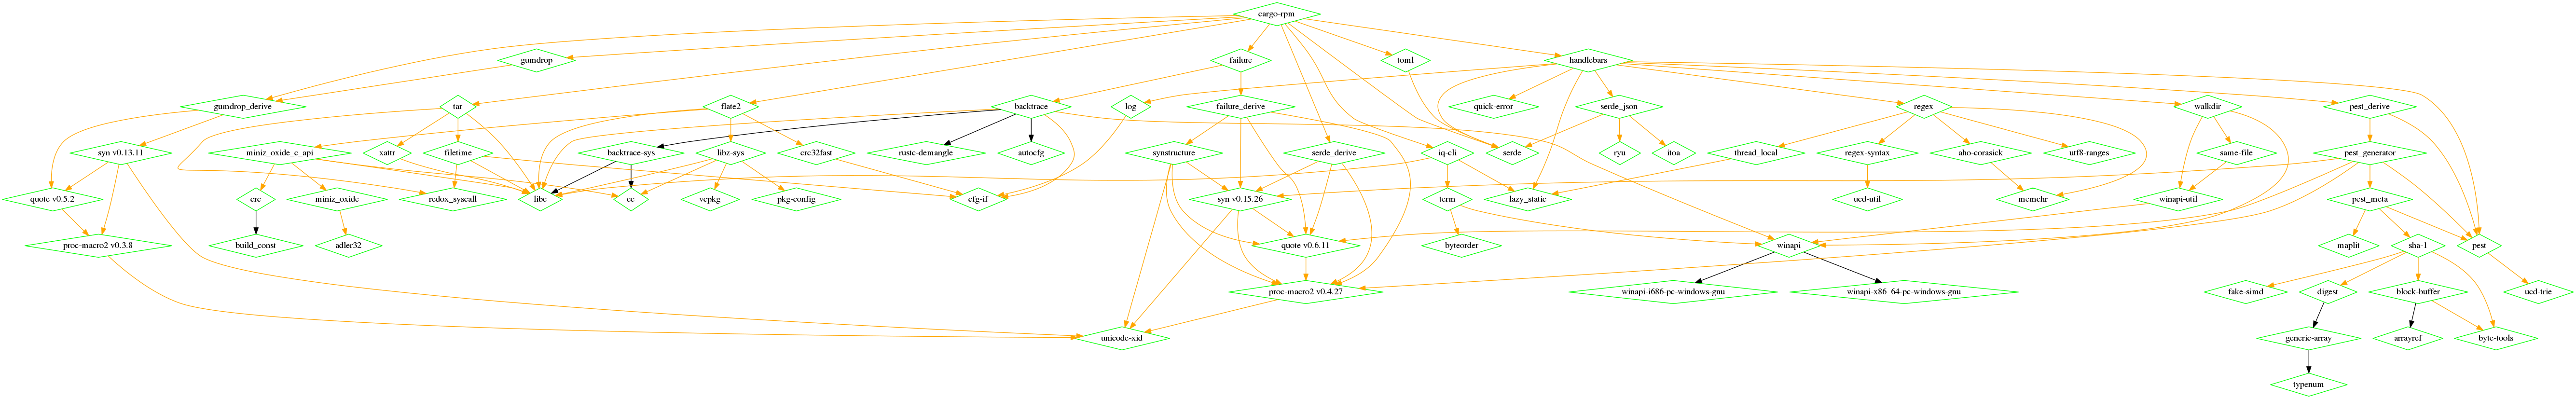 cargo-rpm
gumdrop
failure
toml
handlebars
gumdrop_derive
tar
flate2
backtrace
log
failure_derive
quick-error
serde_json
regex
walkdir
pest_derive
syn v0.13.11
miniz_oxide_c_api
xattr
filetime
backtrace-sys
libz-sys
crc32fast
rustc-demangle
autocfg
synstructure
serde_derive
iq-cli
serde
ryu
itoa
thread_local
regex-syntax
aho-corasick
utf8-ranges
same-file
pest_generator
quote v0.5.2
crc
miniz_oxide
redox_syscall
libc
cc
vcpkg
pkg-config
cfg-if
syn v0.15.26
term
lazy_static
ucd-util
memchr
winapi-util
pest_meta
proc-macro2 v0.3.8
build_const
adler32
quote v0.6.11
byteorder
winapi
maplit
sha-1
pest
proc-macro2 v0.4.27
winapi-i686-pc-windows-gnu
winapi-x86_64-pc-windows-gnu
fake-simd
digest
block-buffer
ucd-trie
unicode-xid
generic-array
arrayref
byte-tools
typenum